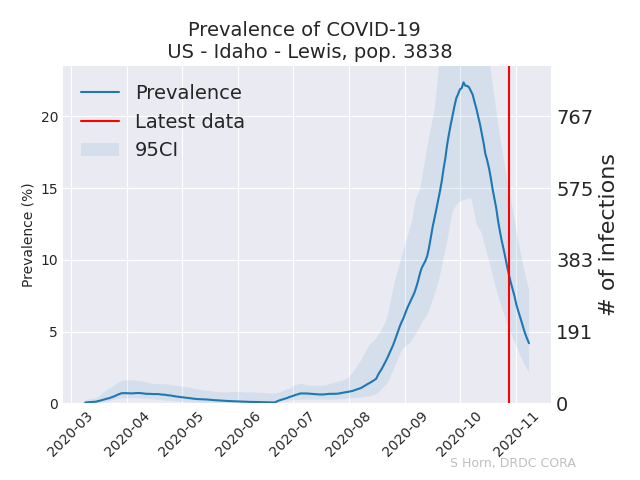 Prevalence of COVID-19
US - Idaho - Lewis, pop. 3838
Prevalence
Latest data
95CI
Prevalence (%)
20
15
10
5
0
767
575
383
191
0
# of infections
2020-03
2020-04
2020-05
2020-06
2020-07
2020-08
2020-09
2020-10
2020-11
S Horn, DRDC CORA